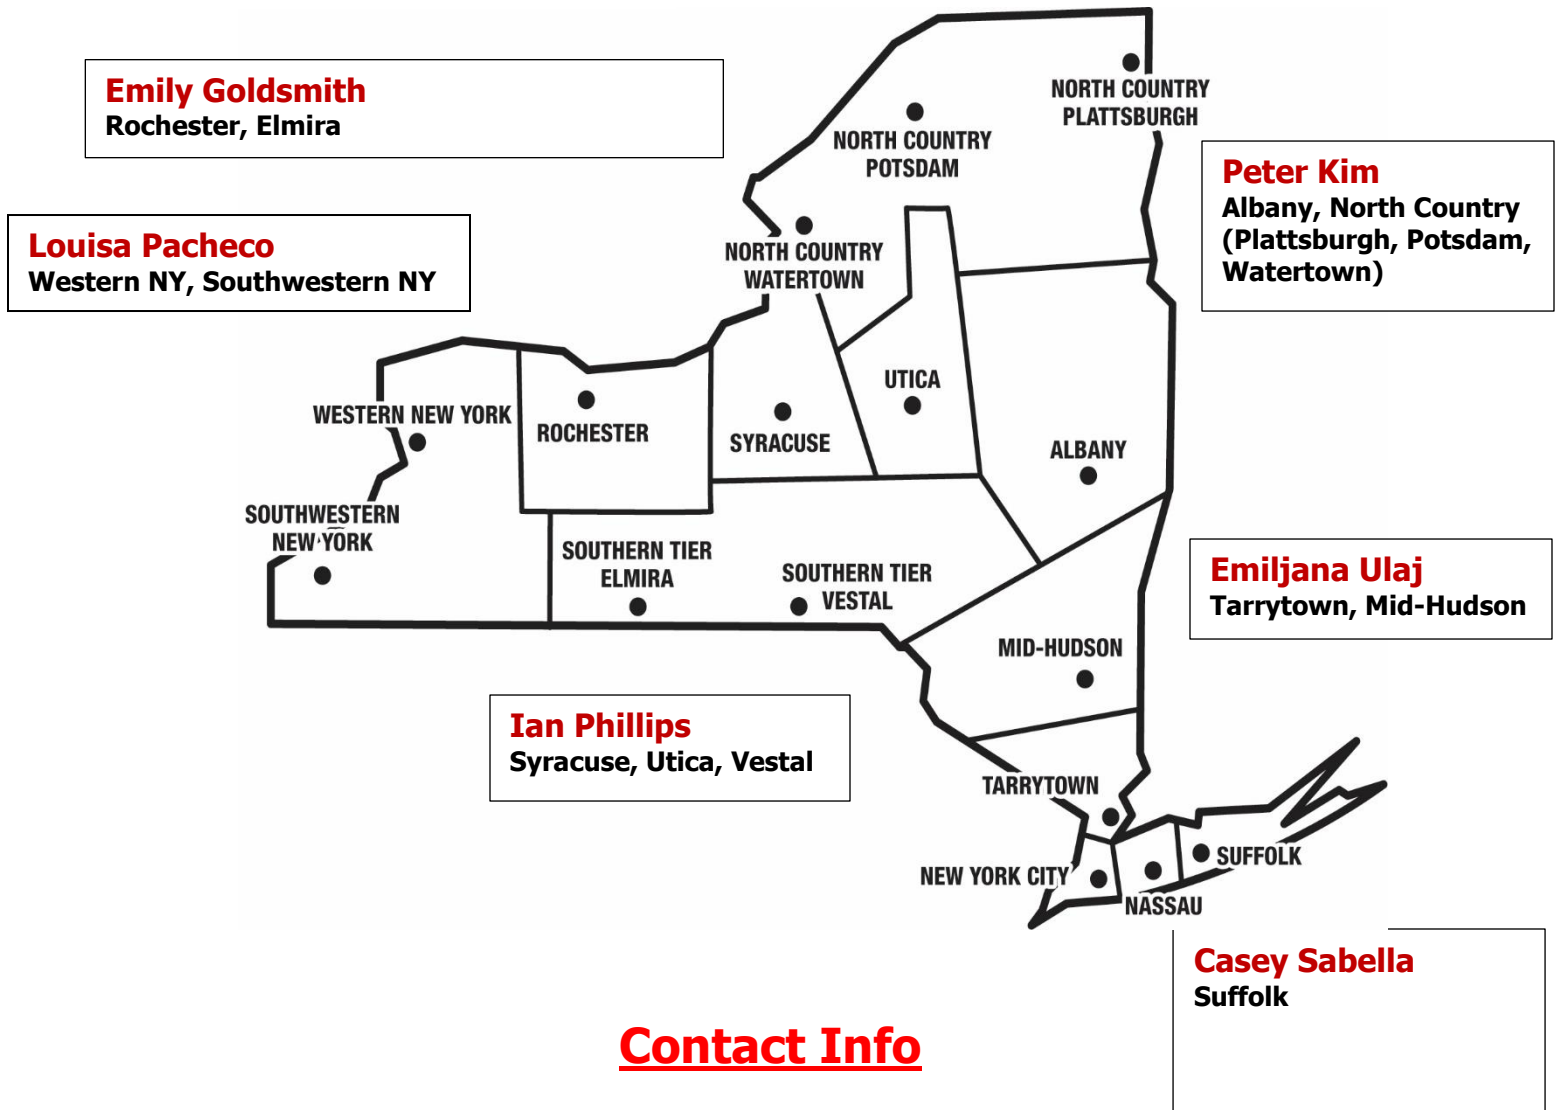 Emily Goldsmith
Rochester, Elmira
NORTH COUNTRY
PLATTSBURGH
NORTH COUNTRY
POTSDAM
Peter Kim
Albany, North Country
(Plattsburgh, Potsdam,
Watertown)
Louisa Pacheco
Western NY, Southwestern NY
NORTH COUNTRY
WATERTOWN
UTICA
WESTERN NEW YORK
ROCHESTER
SYRACUSE
ALBANY
SOUTHWESTERN
NEW YORK
SOUTHERN TIER
ELMIRA
SOUTHERN TIER
VESTAL
Emiljana Ulaj
Tarrytown, Mid-Hudson
MID-HUDSON
Ian Phillips
Syracuse, Utica, Vestal
TARRYTOWN
SUFFOLK
NEW YORK CITY
NASSAU
Casey Sabella
Suffolk
Contact Info